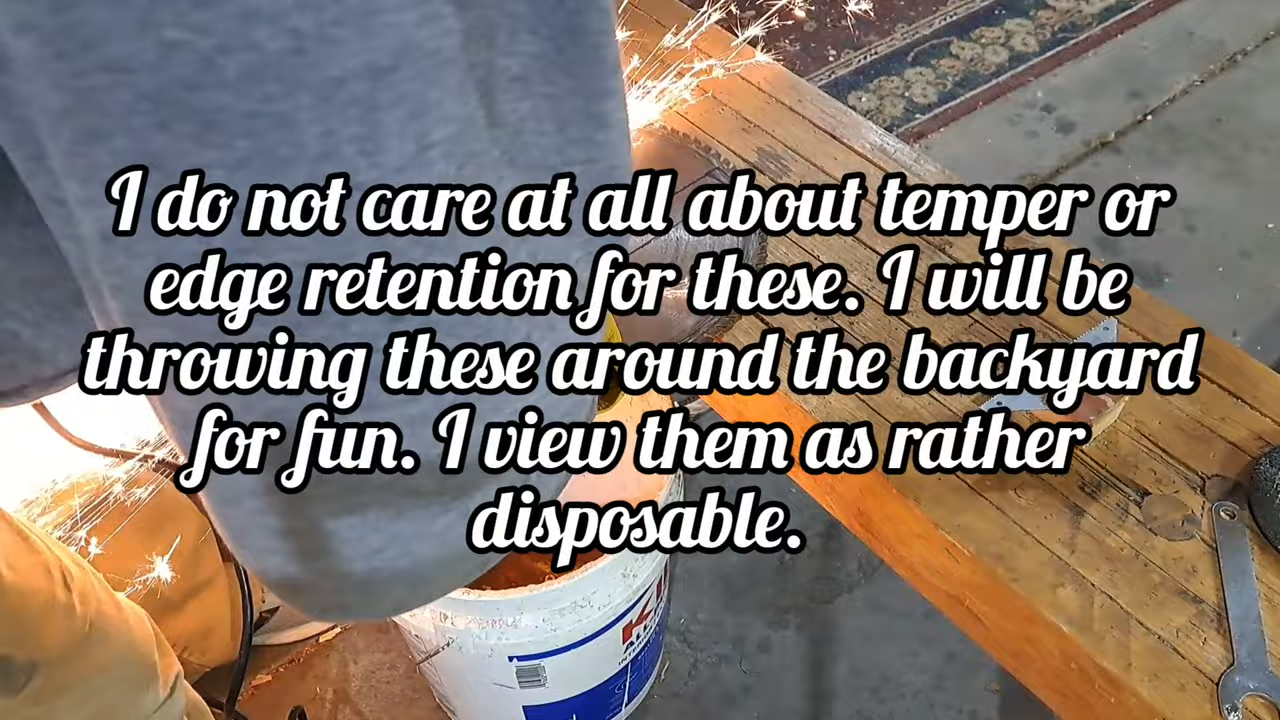 I do not care at all about temper or
edge retention for these. I will be
throwing these around the backyard
for fun. I view them as rather
disposable.